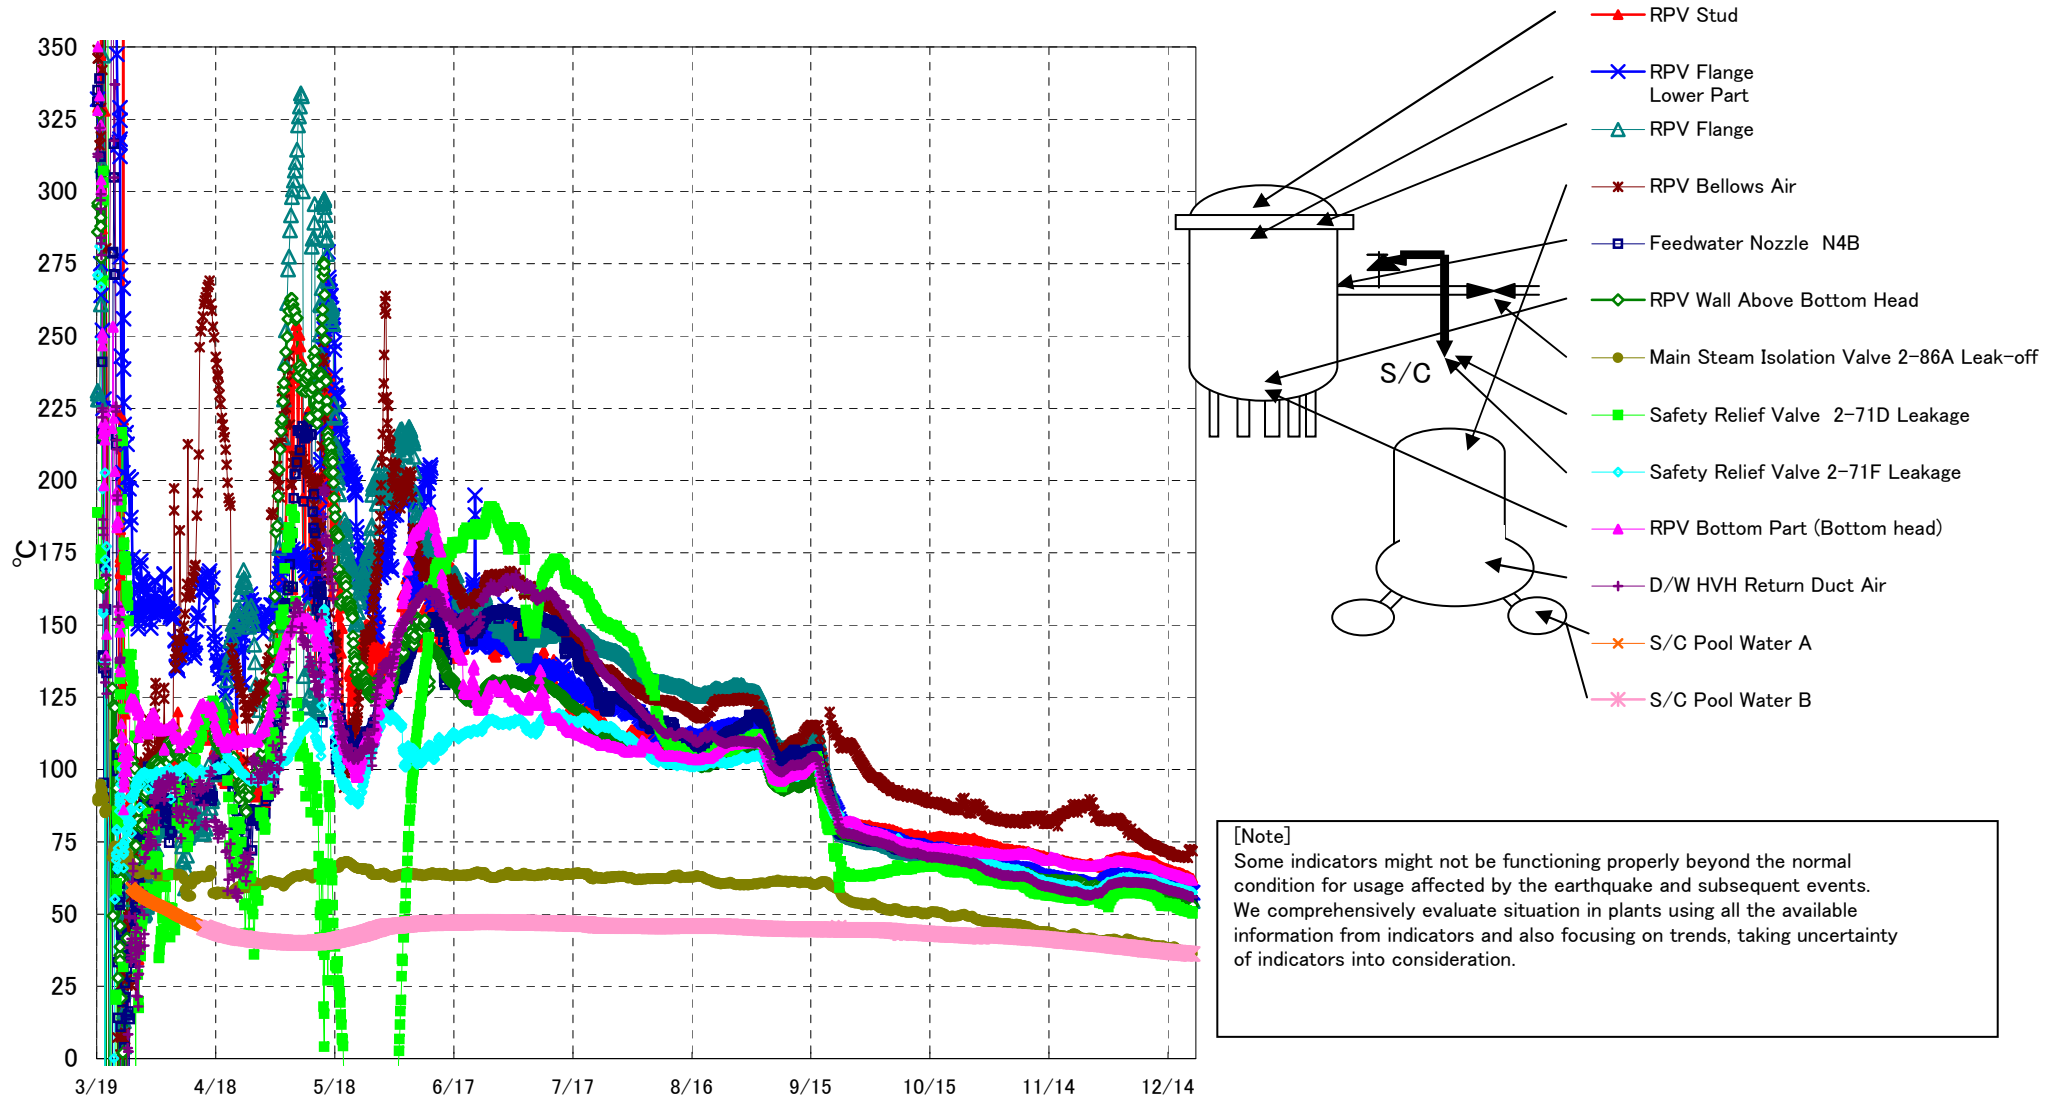 350
325
300
275
250
225
200
175
150
125
100
75
50
25
0
℃
3/19 4/18 5/18 6/17 7/17 8/16 9/15 10/15 11/14 12/14
RPV Stud
RPV Flange
Lower Part
RPV Flange
RPV Bellows Air
Feedwater Nozzle N4B
RPV Wall Above Bottom Head
Main Steam Isolation Valve 2-86A Leak-off
Safety Relief Valve 2-71D Leakage
Safety Relief Valve 2-71F Leakage
RPV Bottom Part (Bottom head)
D/W HVH Return Duct Air
S/C Pool Water A
S/C Pool Water B
S/C
[Note]
Some indicators might not be functioning properly beyond the normal
condition for usage affected by the earthquake and subsequent events.
We comprehensively evaluate situation in plants using all the available
information from indicators and also focusing on trends, taking uncertainty
of indicators into consideration.